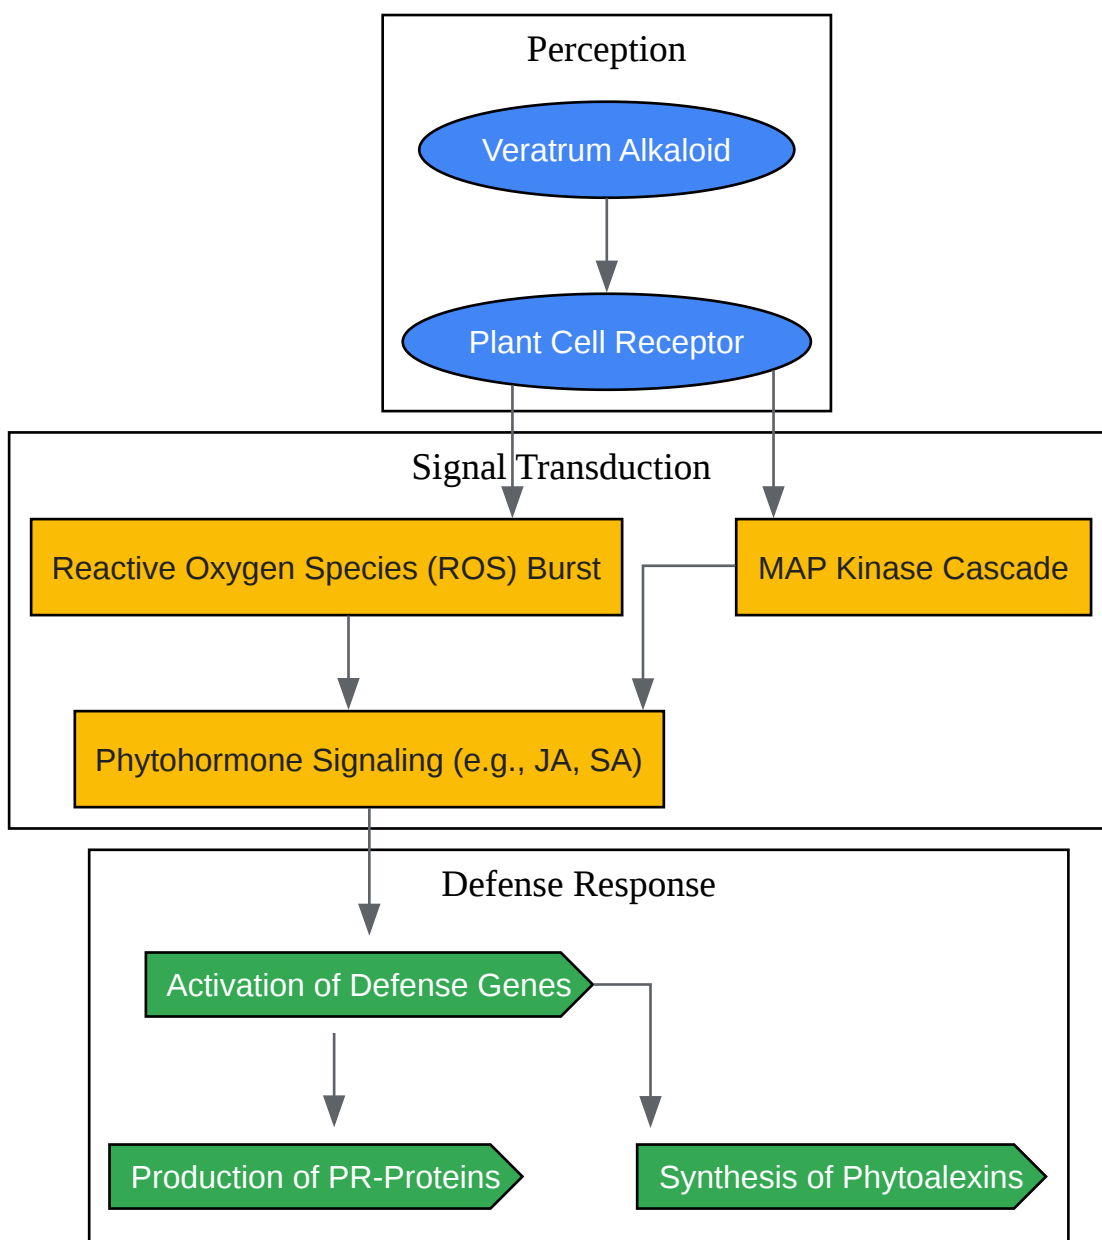 Perception
Veratrum Alkaloid
Plant Cell Receptor
Signal Transduction
Reactive Oxygen Species (ROS) Burst
MAP Kinase Cascade
Phytohormone Signaling (e.g., JA, SA)
Defense Response
Activation of Defense Genes
Production of PR-Proteins
Synthesis of Phytoalexins